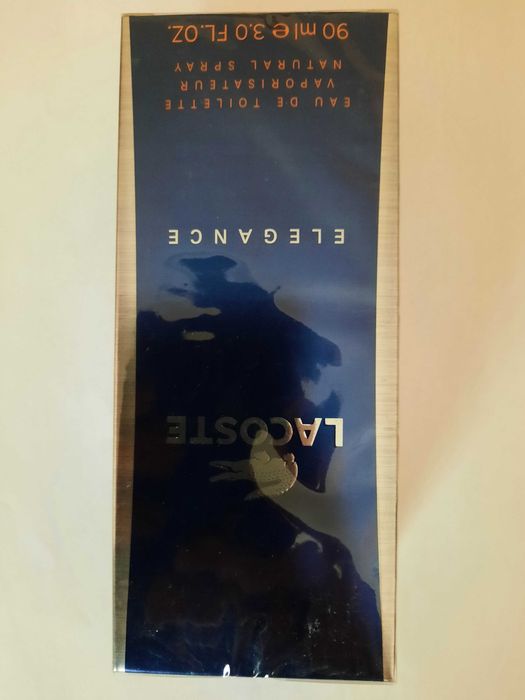 LACOSTE
ELEGANCE
EAU DE TOILETTE
VAPORISATEUR
NATURAL SPRAY
90 ml e 3.0 FL.OZ.